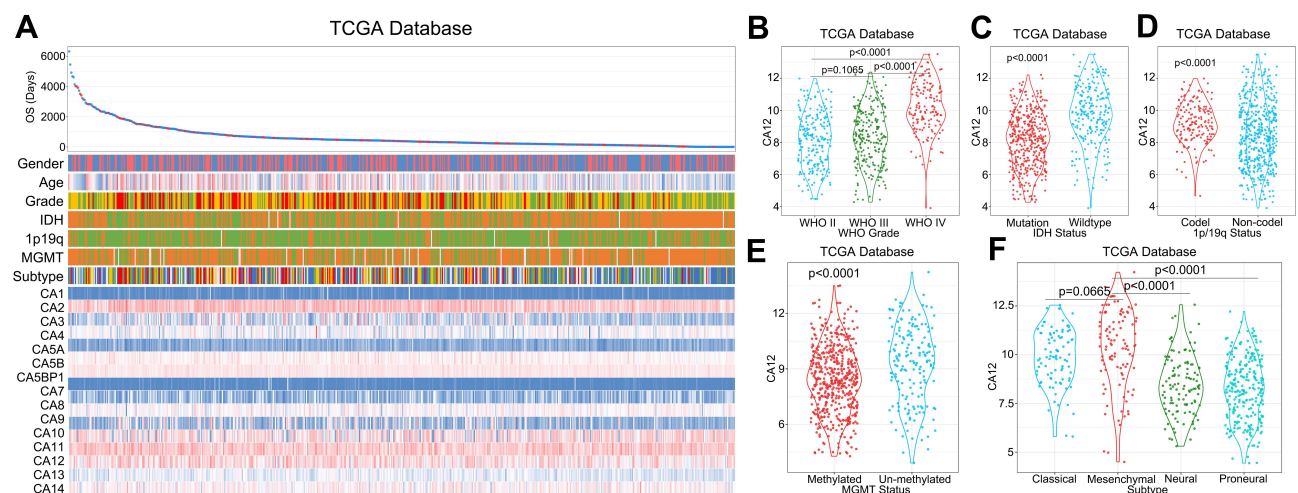 A
TCGA Database
OS (Days)
6000
4000
2000
0
Gender
Age
Grade
IDH
1p19q
MGMT
Subtype
CA1
CA2
CA3
CA4
CA5A
CA5B
CA5BP1
CA7
CA8
CA9
CA10
CA11
CA12
CA13
CA14
B
TCGA Database
p<0.0001
p=0.1065
p<0.0001
CA12
12
10
8
6
4
WHO II
WHO III
WHO IV
WHO Grade
C
TCGA Database
p<0.0001
CA12
12
10
8
6
4
Mutation
Wildtype
IDH Status
D
TCGA Database
p<0.0001
CA12
12
10
8
6
4
Codel
Non-codel
1p/19q Status
E
TCGA Database
p<0.0001
CA12
12
9
6
Methylated
Un-methylated
MGMT Status
F
TCGA Database
p<0.0001
p=0.0665
p<0.0001
CA12
12.5
10
7.5
5
Classical
Mesenchymal
Neural
Proneural
Subtype